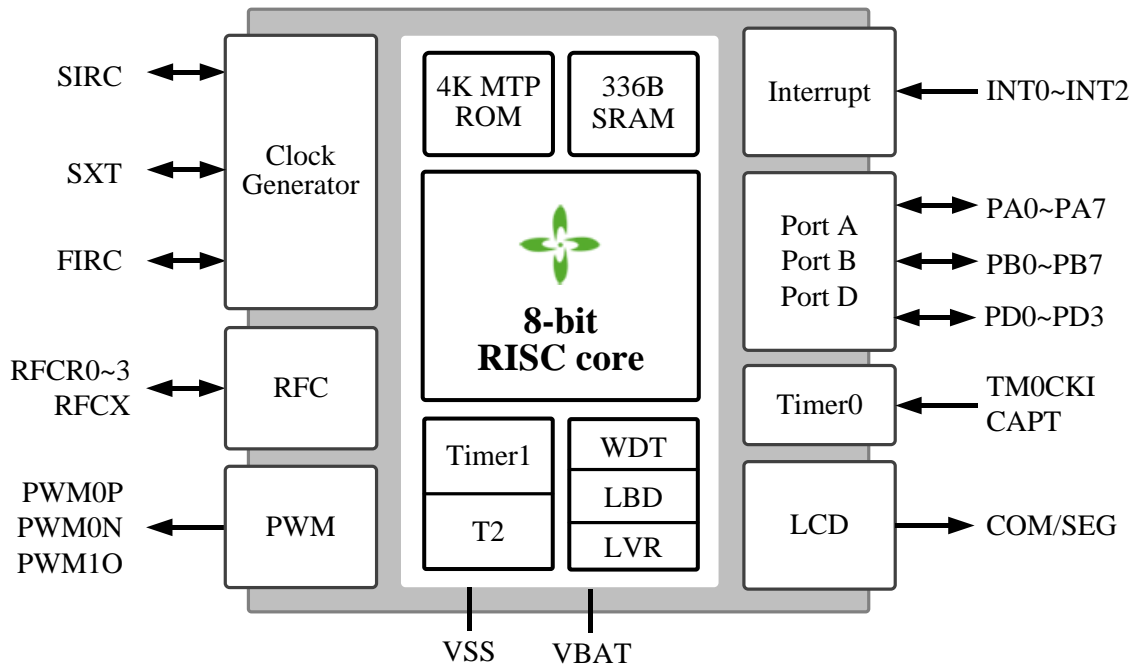 SIRC
SXT
FIRC
RFCR0~3
RFCX
PWM0P
PWM0N
PWM1O
Clock
Generator
RFC
PWM
4K MTP
ROM
336B
SRAM
8-bit
RISC core
Timer1
T2
WDT
LBD
LVR
VSS
VBAT
Interrupt
Port A
Port B
Port D
Timer0
LCD
INT0~INT2
PA0~PA7
PB0~PB7
PD0~PD3
TM0CKI
CAPT
COM/SEG